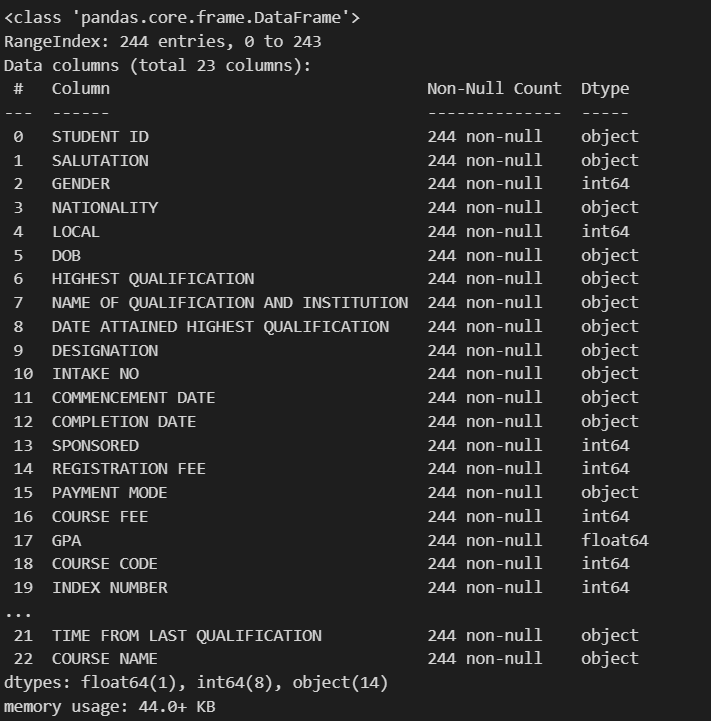 <class 'pandas.core.frame.DataFrame'>
RangeIndex: 244 entries, 0 to 243
Data columns (total 23 columns):
 #   Column                                 Non-Null Count  Dtype
---  ------                                 --------------  -----
 0   STUDENT ID                             244 non-null    object
 1   SALUTATION                             244 non-null    object
 2   GENDER                                 244 non-null    int64
 3   NATIONALITY                            244 non-null    object
 4   LOCAL                                  244 non-null    int64
 5   DOB                                    244 non-null    object
 6   HIGHEST QUALIFICATION                  244 non-null    object
 7   NAME OF QUALIFICATION AND INSTITUTION  244 non-null    object
 8   DATE ATTAINED HIGHEST QUALIFICATION    244 non-null    object
 9   DESIGNATION                            244 non-null    object
 10  INTAKE NO                              244 non-null    object
 11  COMMENCEMENT DATE                      244 non-null    object
 12  COMPLETION DATE                        244 non-null    object
 13  SPONSORED                              244 non-null    int64
 14  REGISTRATION FEE                       244 non-null    int64
 15  PAYMENT MODE                           244 non-null    object
 16  COURSE FEE                             244 non-null    int64
 17  GPA                                    244 non-null    float64
 18  COURSE CODE                            244 non-null    int64
 19  INDEX NUMBER                           244 non-null    int64
...
 21  TIME FROM LAST QUALIFICATION           244 non-null    object
 22  COURSE NAME                            244 non-null    object
dtypes: float64(1), int64(8), object(14)
memory usage: 44.0+ KB